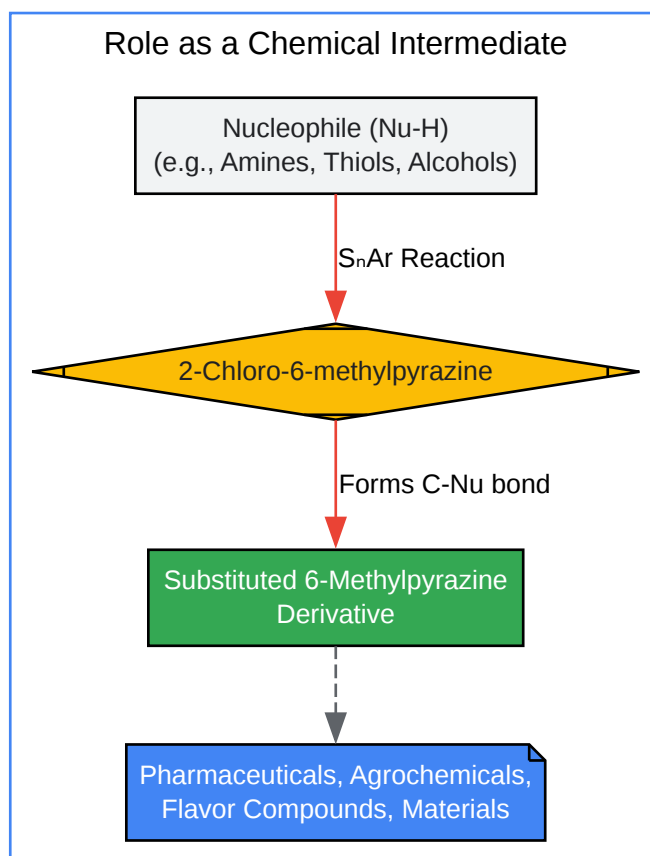 Role as a Chemical Intermediate
Nucleophile (Nu-H)
(e.g., Amines, Thiols, Alcohols)
SₙAr Reaction
2-Chloro-6-methylpyrazine
Forms C-Nu bond
Substituted 6-Methylpyrazine
Derivative
Pharmaceuticals, Agrochemicals,
Flavor Compounds, Materials